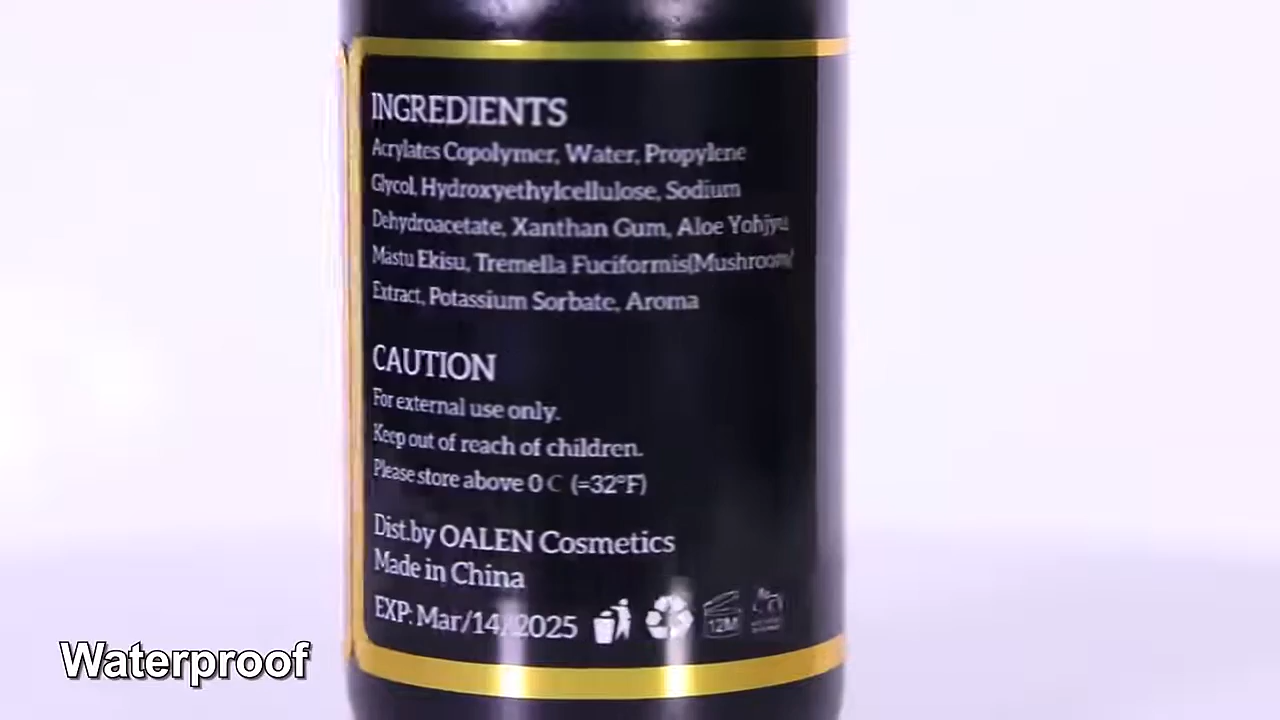 INGREDIENTS
Acrylates Copolymer, Water, Propylene
Glycol, Hydroxyethylcellulose, Sodium
Dehydroacetate, Xanthan Gum, Aloe Yohjyu
Mastu Ekisu, Tremella Fuciformis(Mushroom)
Extract, Potassium Sorbate, Aroma
CAUTION
For external use only.
Keep out of reach of children.
Please store above 0 C (=32°F)
Dist.by OALEN Cosmetics
Made in China
EXP: Mar/14/2025
12M
Waterproof